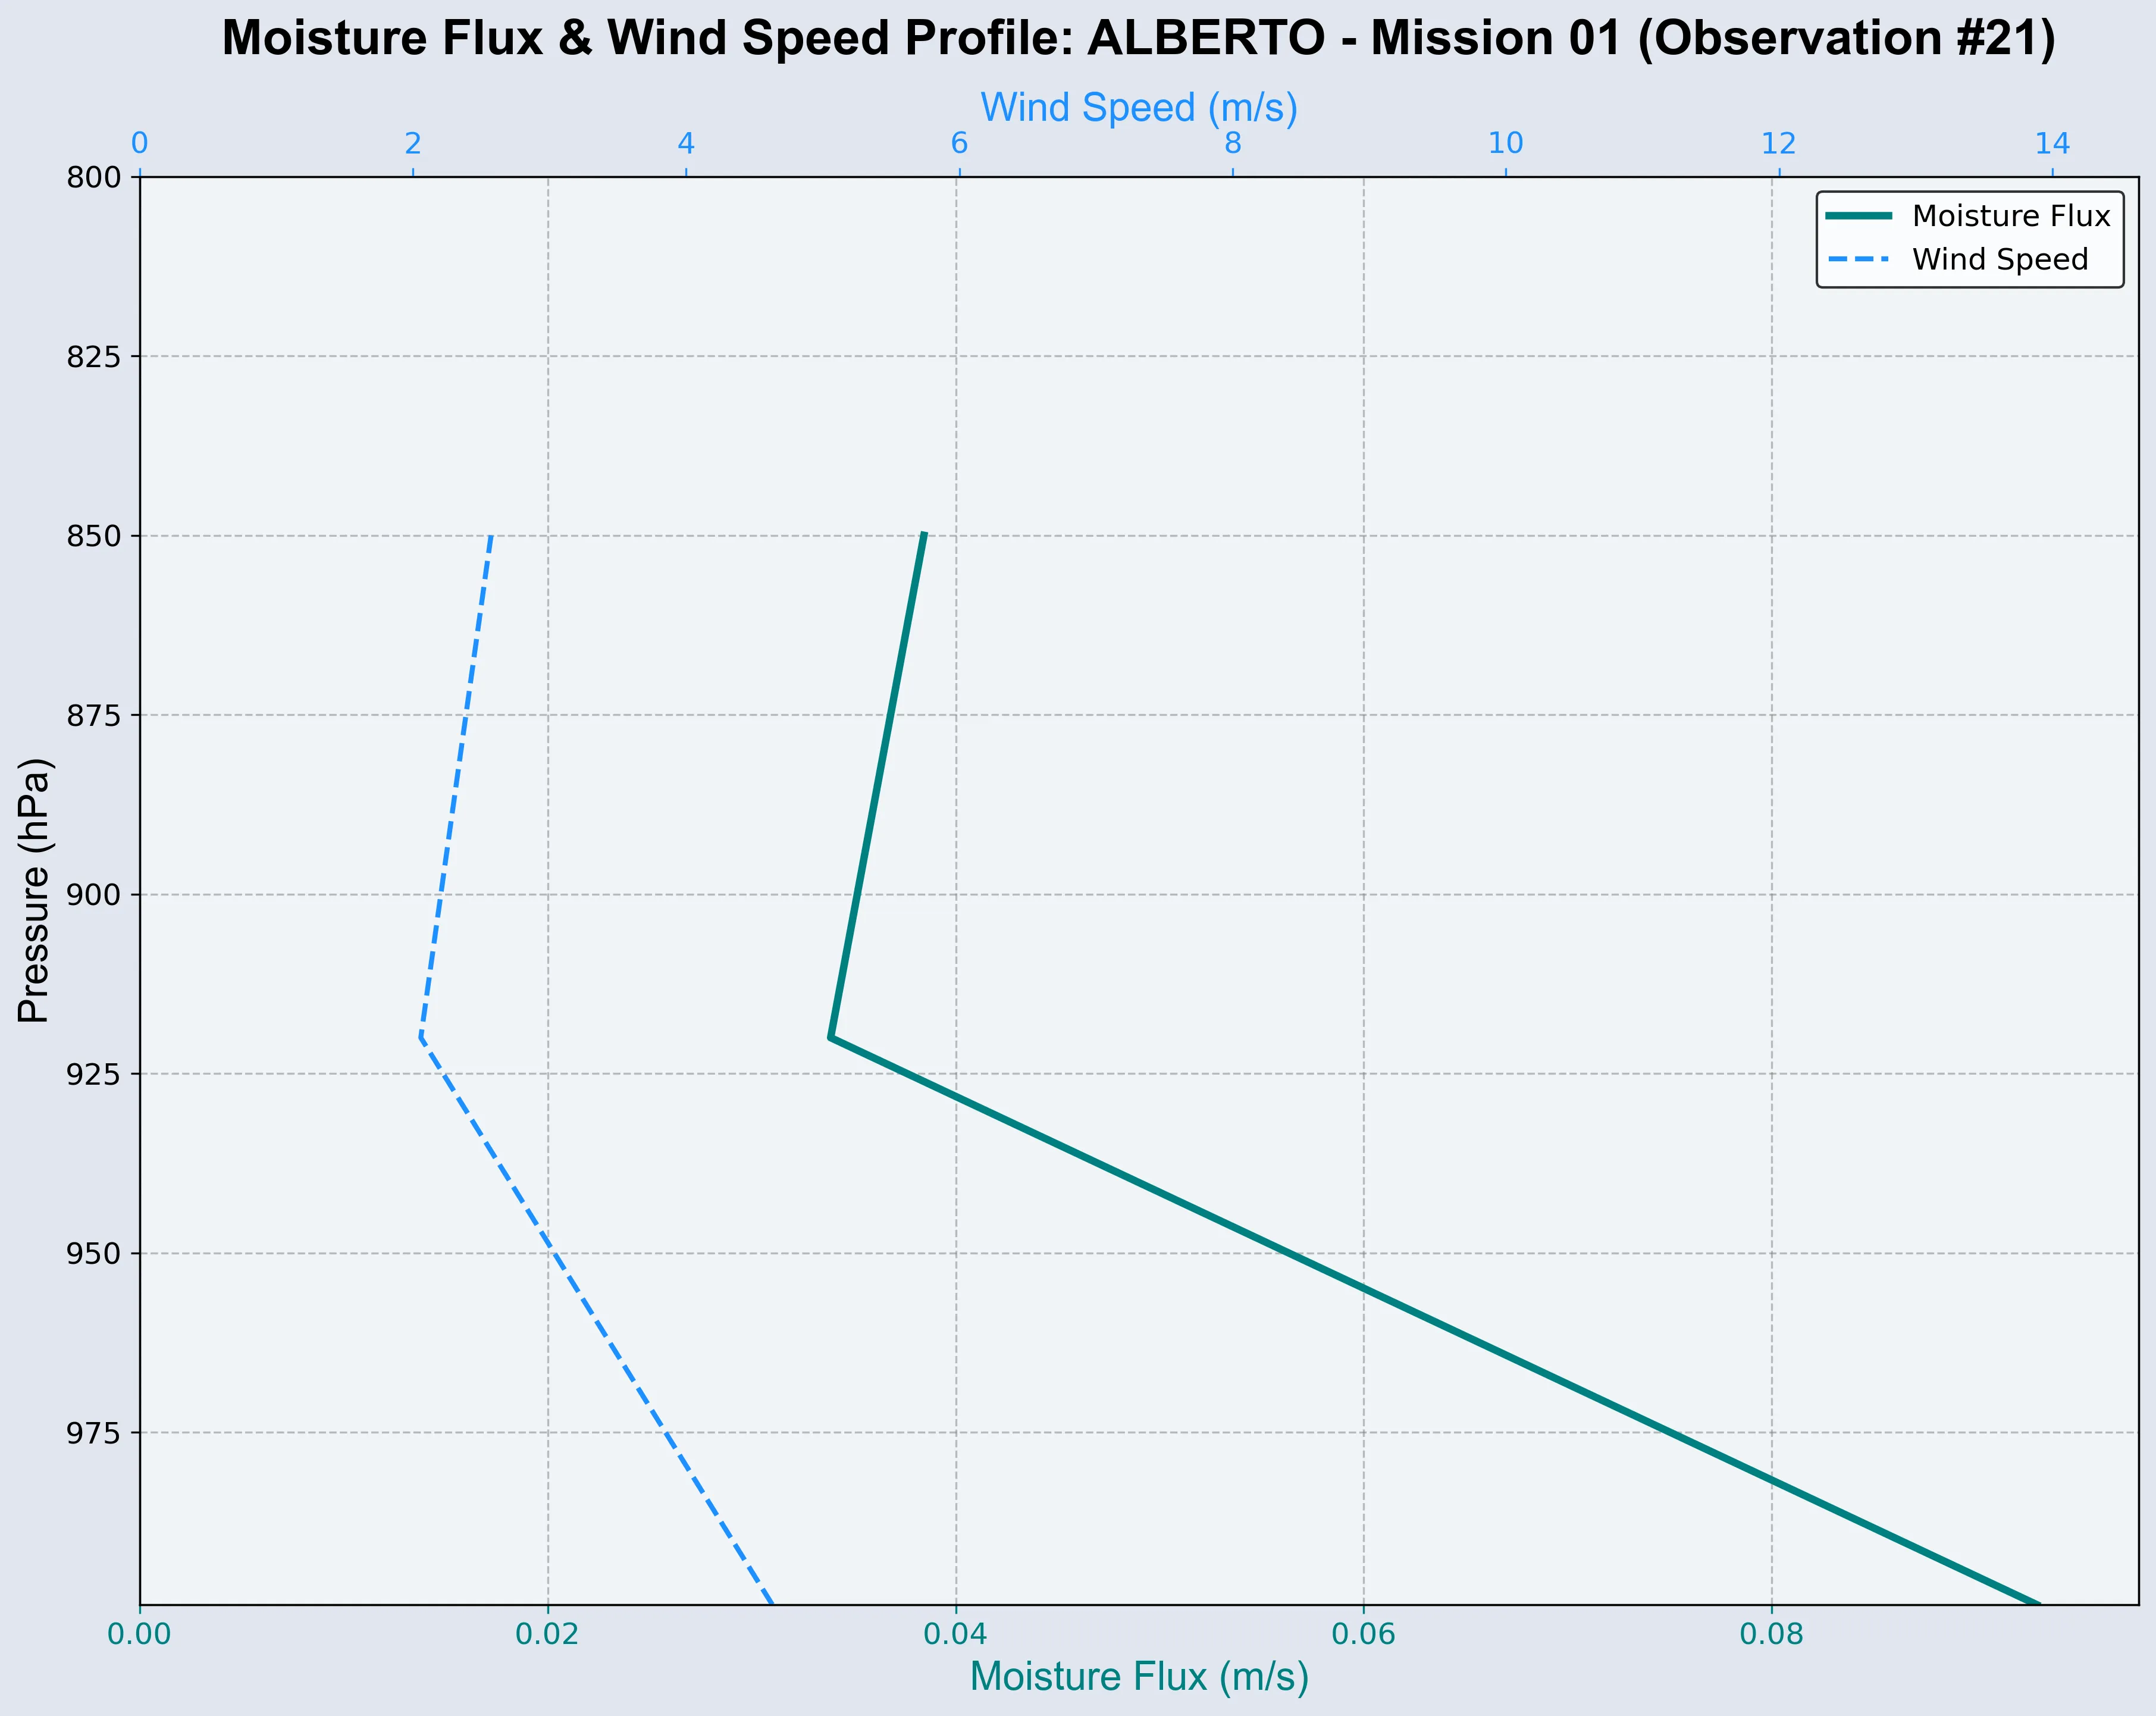 Moisture Flux & Wind Speed Profile: ALBERTO - Mission 01 (Observation #21)
Wind Speed (m/s)
0 2 4 6 8 10 12 14
Moisture Flux
Wind Speed
800
825
850
875
900
925
950
975
Pressure (hPa)
0.00 0.02 0.04 0.06 0.08
Moisture Flux (m/s)